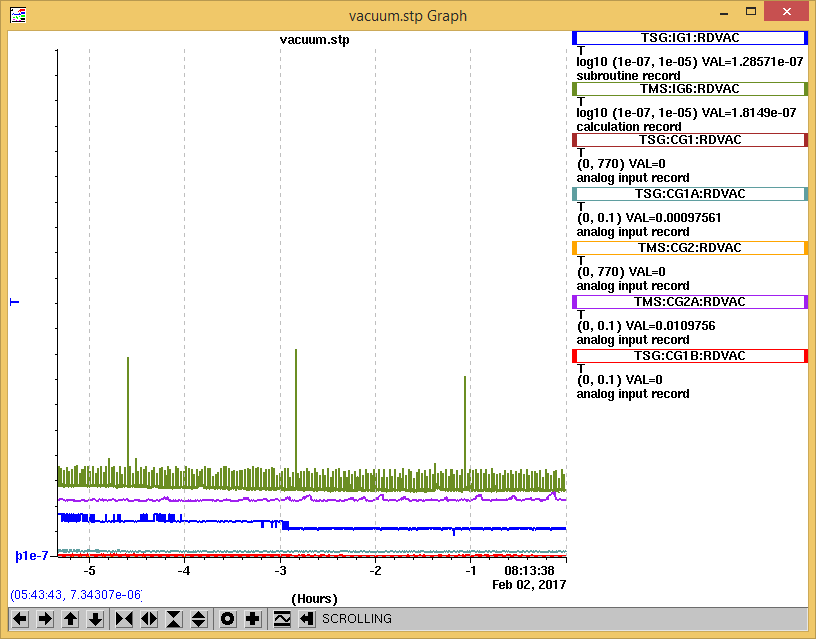 vacuum.stp Graph
vacuum.stp
T
1e-7
-5
-4
-3
-2
-1
08:13:38
Feb 02, 2017
(Hours)
(05:43:43, 7.34307e-06)
TSG:IG1:RDVAC
T
log10 (1e-07, 1e-05) VAL=1.28571e-07
subroutine record
TMS:IG6:RDVAC
T
log10 (1e-07, 1e-05) VAL=1.8149e-07
calculation record
TSG:CG1:RDVAC
T
(0, 770) VAL=0
analog input record
TSG:CG1A:RDVAC
T
(0, 0.1) VAL=0.00097561
analog input record
TMS:CG2:RDVAC
T
(0, 770) VAL=0
analog input record
TMS:CG2A:RDVAC
T
(0, 0.1) VAL=0.0109756
analog input record
TSG:CG1B:RDVAC
T
(0, 0.1) VAL=0
analog input record
SCROLLING